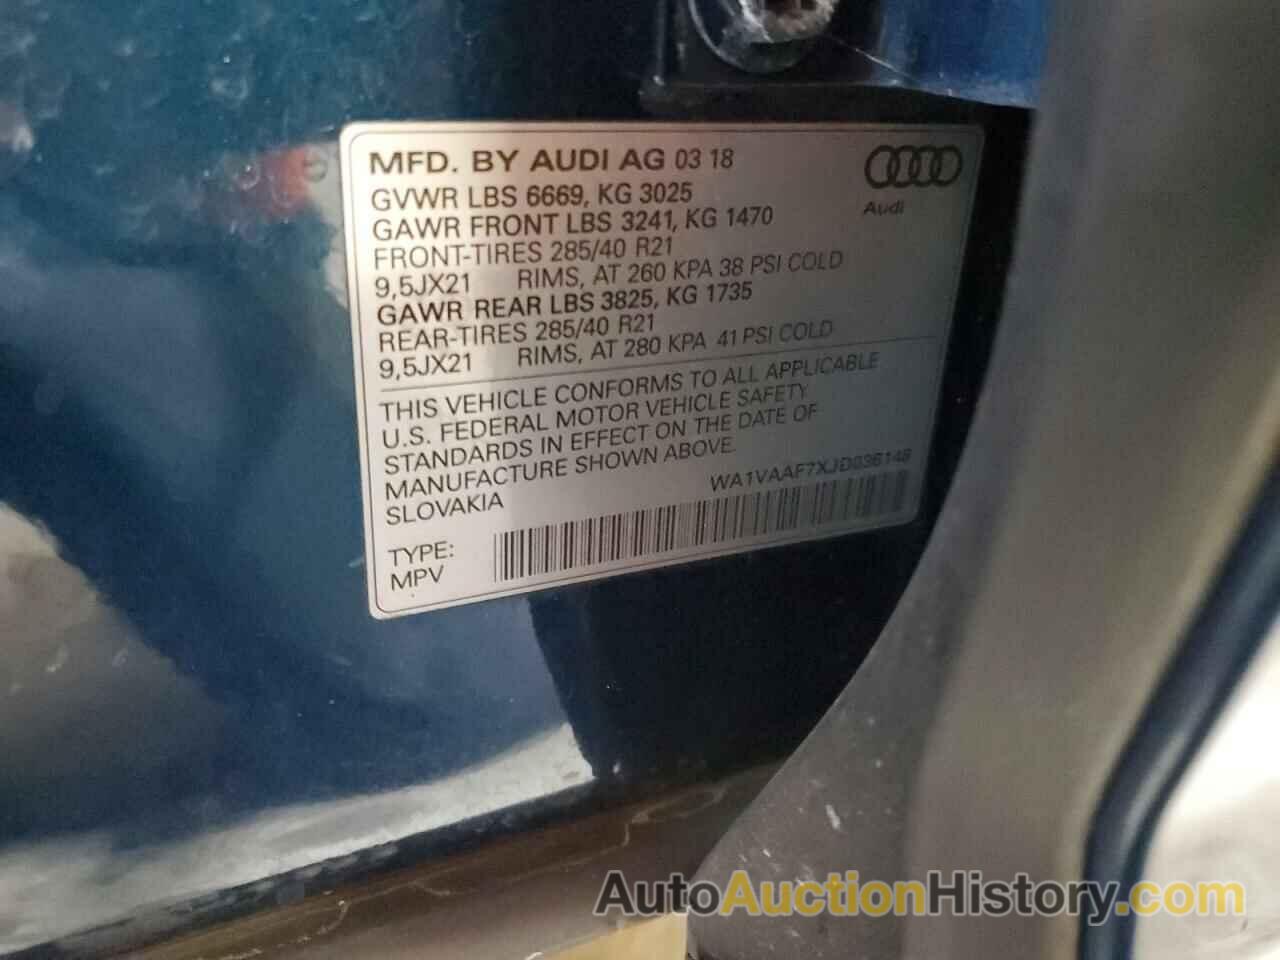 MFD. BY AUDI AG 03 18
Audi
GVWR LBS 6669, KG 3025
GAWR FRONT LBS 3241, KG 1470
FRONT-TIRES 285/40 R21
9,5JX21 RIMS, AT 260 KPA 38 PSI COLD
GAWR REAR LBS 3825, KG 1735
REAR-TIRES 285/40 R21
9,5JX21 RIMS, AT 280 KPA 41 PSI COLD
THIS VEHICLE CONFORMS TO ALL APPLICABLE
U.S. FEDERAL MOTOR VEHICLE SAFETY
STANDARDS IN EFFECT ON THE DATE OF
MANUFACTURE SHOWN ABOVE.
SLOVAKIA
WA1VAAF7XJD036148
TYPE:
MPV
AutoAuctionHistory.com